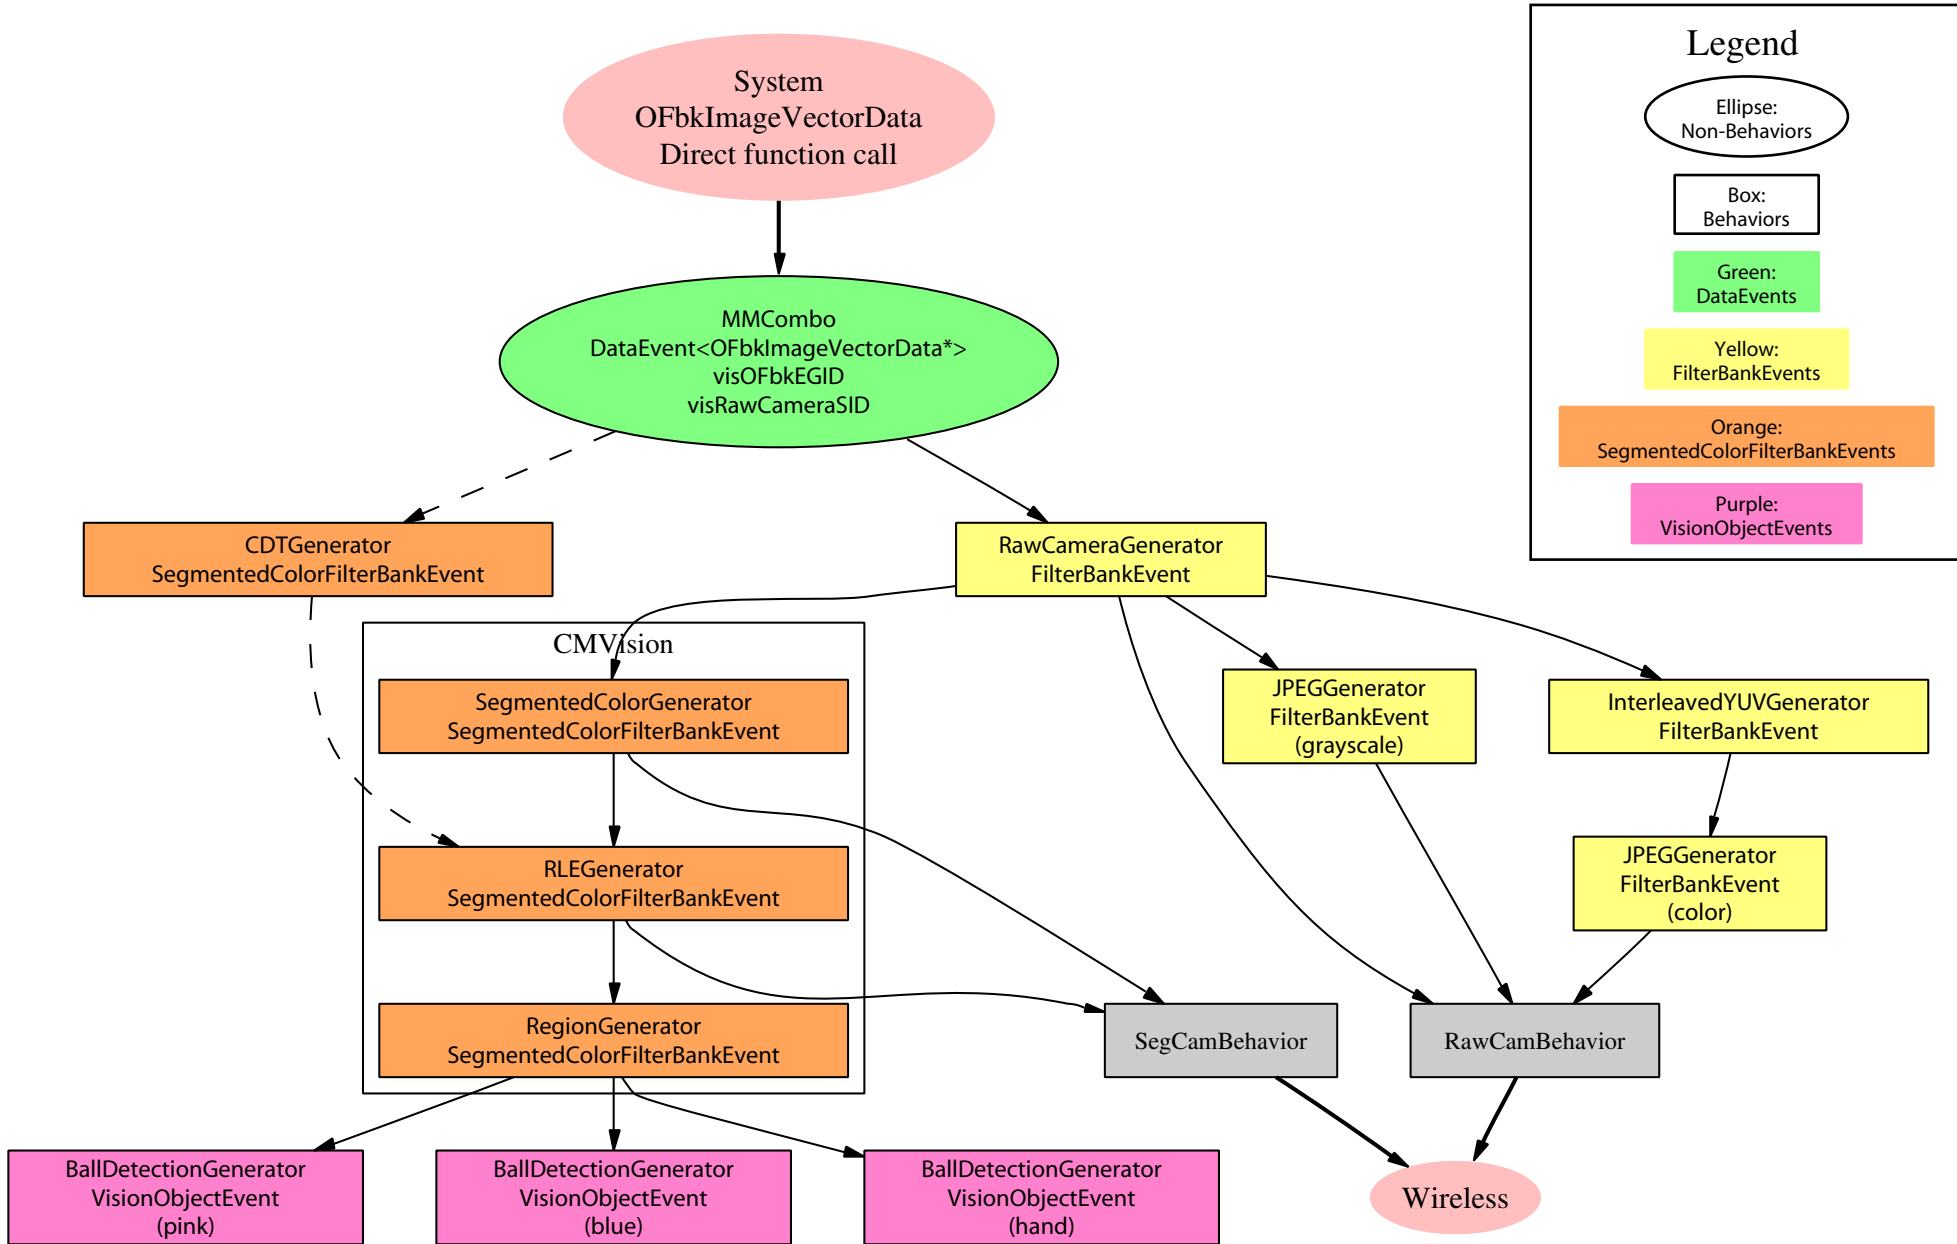 System
OFbkImageVectorData
Direct function call
Legend
Ellipse:
Non-Behaviors
Box:
Behaviors
Green:
DataEvents
Yellow:
FilterBankEvents
Orange:
SegmentedColorFilterBankEvents
Purple:
VisionObjectEvents
MMCombo
DataEvent<OFbkImageVectorData*>
visOFbkEGID
visRawCameraSID
CDTGenerator
SegmentedColorFilterBankEvent
RawCameraGenerator
FilterBankEvent
CMVision
SegmentedColorGenerator
SegmentedColorFilterBankEvent
JPEGGenerator
FilterBankEvent
(grayscale)
InterleavedYUVGenerator
FilterBankEvent
RLEGenerator
SegmentedColorFilterBankEvent
JPEGGenerator
FilterBankEvent
(color)
RegionGenerator
SegmentedColorFilterBankEvent
SegCamBehavior
RawCamBehavior
BallDetectionGenerator
VisionObjectEvent
(pink)
BallDetectionGenerator
VisionObjectEvent
(blue)
BallDetectionGenerator
VisionObjectEvent
(hand)
Wireless